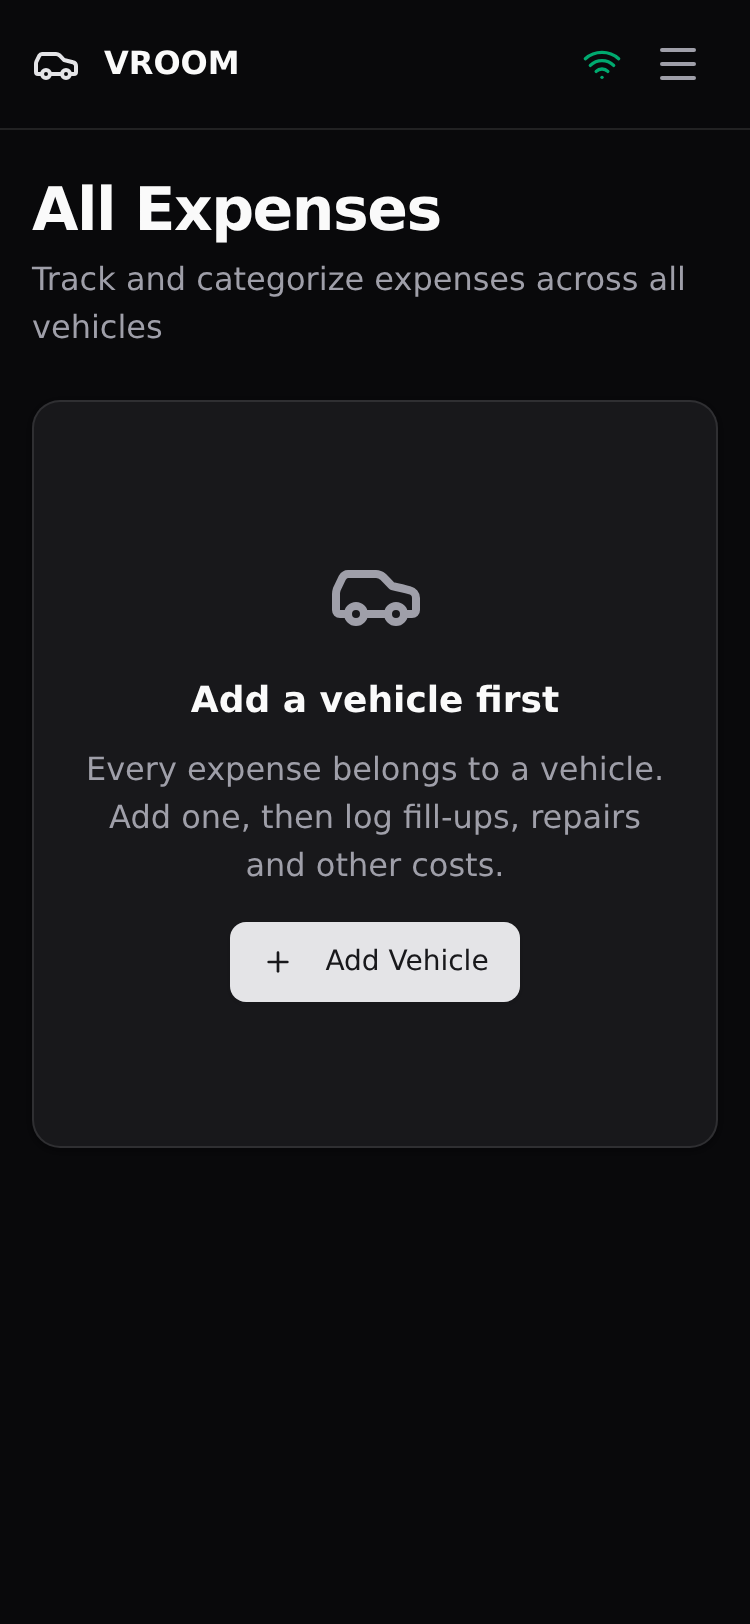 VROOM
All Expenses
Track and categorize expenses across all
vehicles
Add a vehicle first
Every expense belongs to a vehicle.
Add one, then log fill-ups, repairs
and other costs.
Add Vehicle